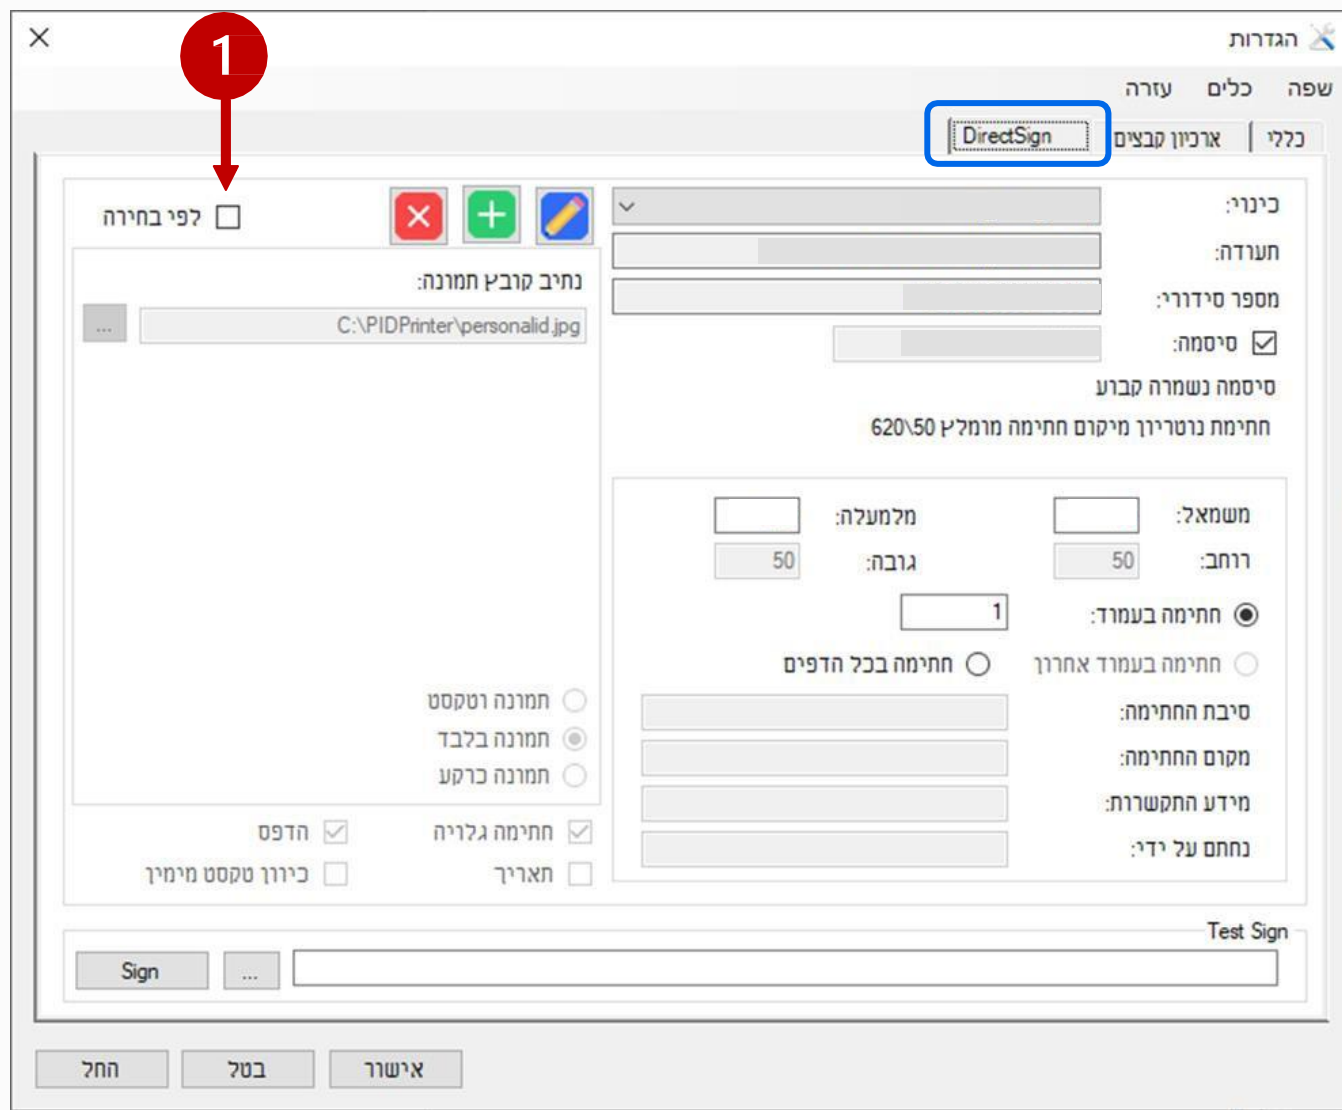 הגדרות
1
שפה כלים עזרה
כללי ארכיון קבצים DirectSign
כינוי:
לפי בחירה
תעודה:
נתיב קובץ תמונה:
מספר סידורי:
C:\PIDPrinter\personalid.jpg
...
סיסמה:
סיסמה נשמרה קבוע
חתימת נוטריון מיקום חתימה מומלץ 50\620
משמאל: מלמעלה:
רוחב: 50 גובה: 50
חתימה בעמוד: 1
חתימה בעמוד אחרון חתימה בכל הדפים
סיבת החתימה:
מקום החתימה:
מידע התקשרות:
נחתם על ידי:
תמונה וטקסט
תמונה בלבד
תמונה כרקע
חתימה גלויה הדפס
תאריך כיוון טקסט מימין
Test Sign
... Sign
אישור בטל החל